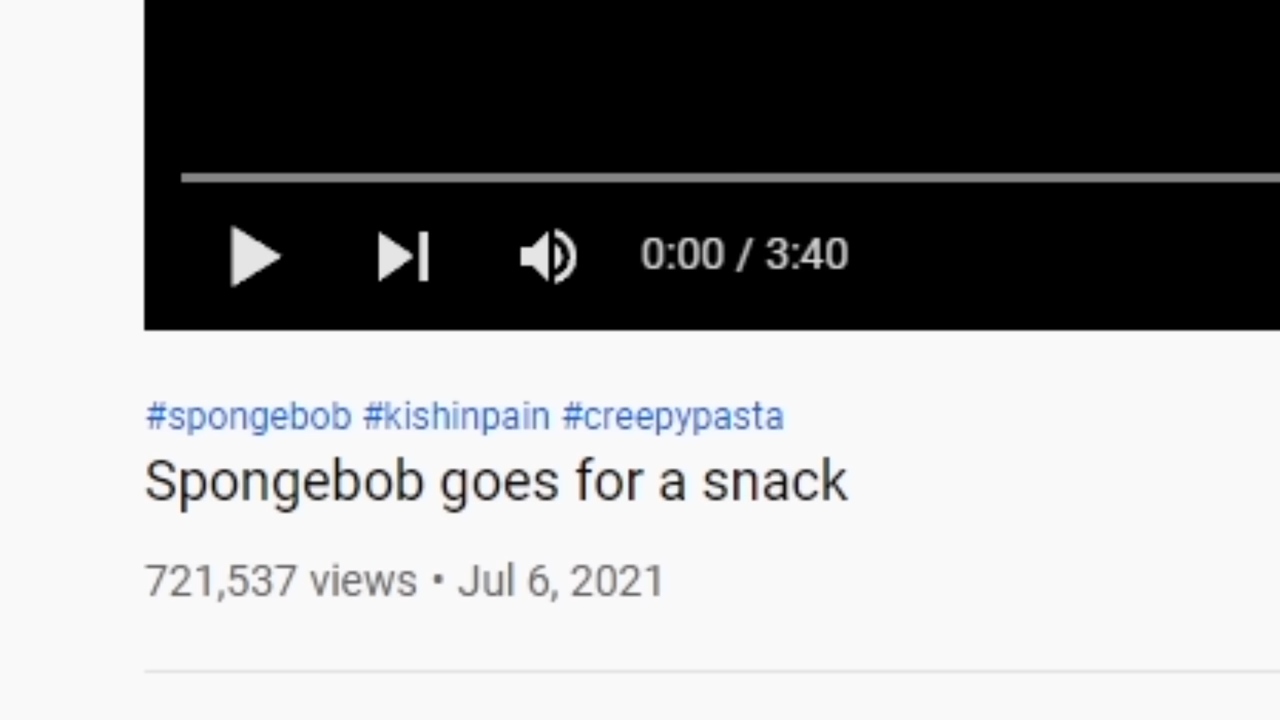 0:00 / 3:40
#spongebob #kishinpain #creepypasta
Spongebob goes for a snack
721,537 views • Jul 6, 2021